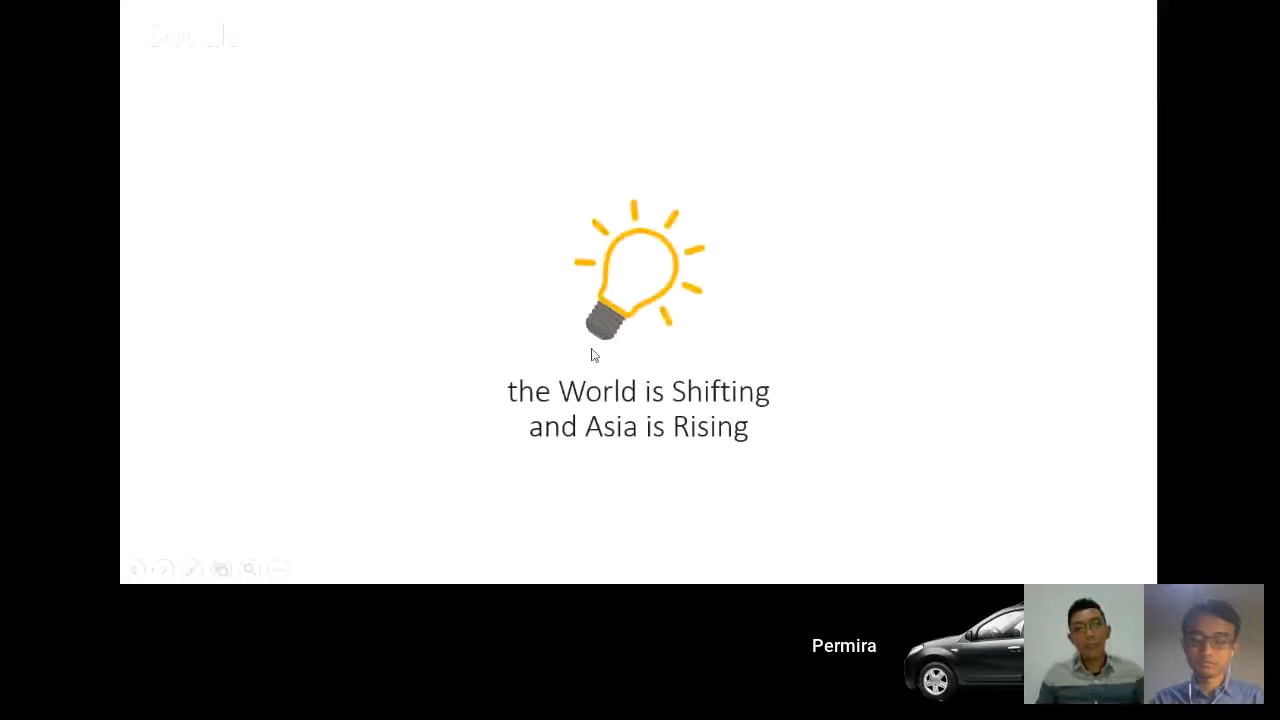 the World is Shifting
and Asia is Rising
Permira